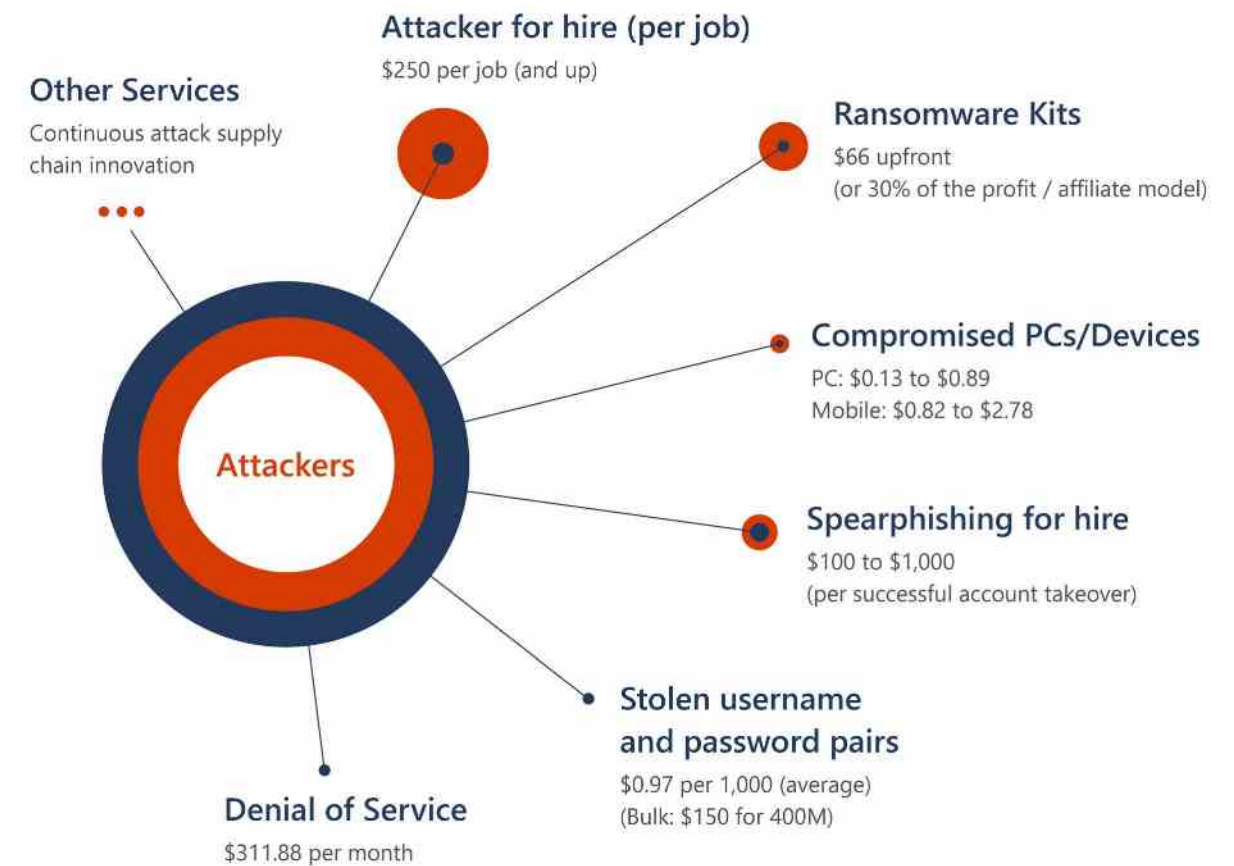 Attacker for hire (per job)
$250 per job (and up)
Other Services
Continuous attack supply
chain innovation
Ransomware Kits
$66 upfront
(or 30% of the profit / affiliate model)
Compromised PCs/Devices
PC: $0.13 to $0.89
Mobile: $0.82 to $2.78
Attackers
Spearphishing for hire
$100 to $1,000
(per successful account takeover)
Stolen username
and password pairs
$0.97 per 1,000 (average)
(Bulk: $150 for 400M)
Denial of Service
$311.88 per month